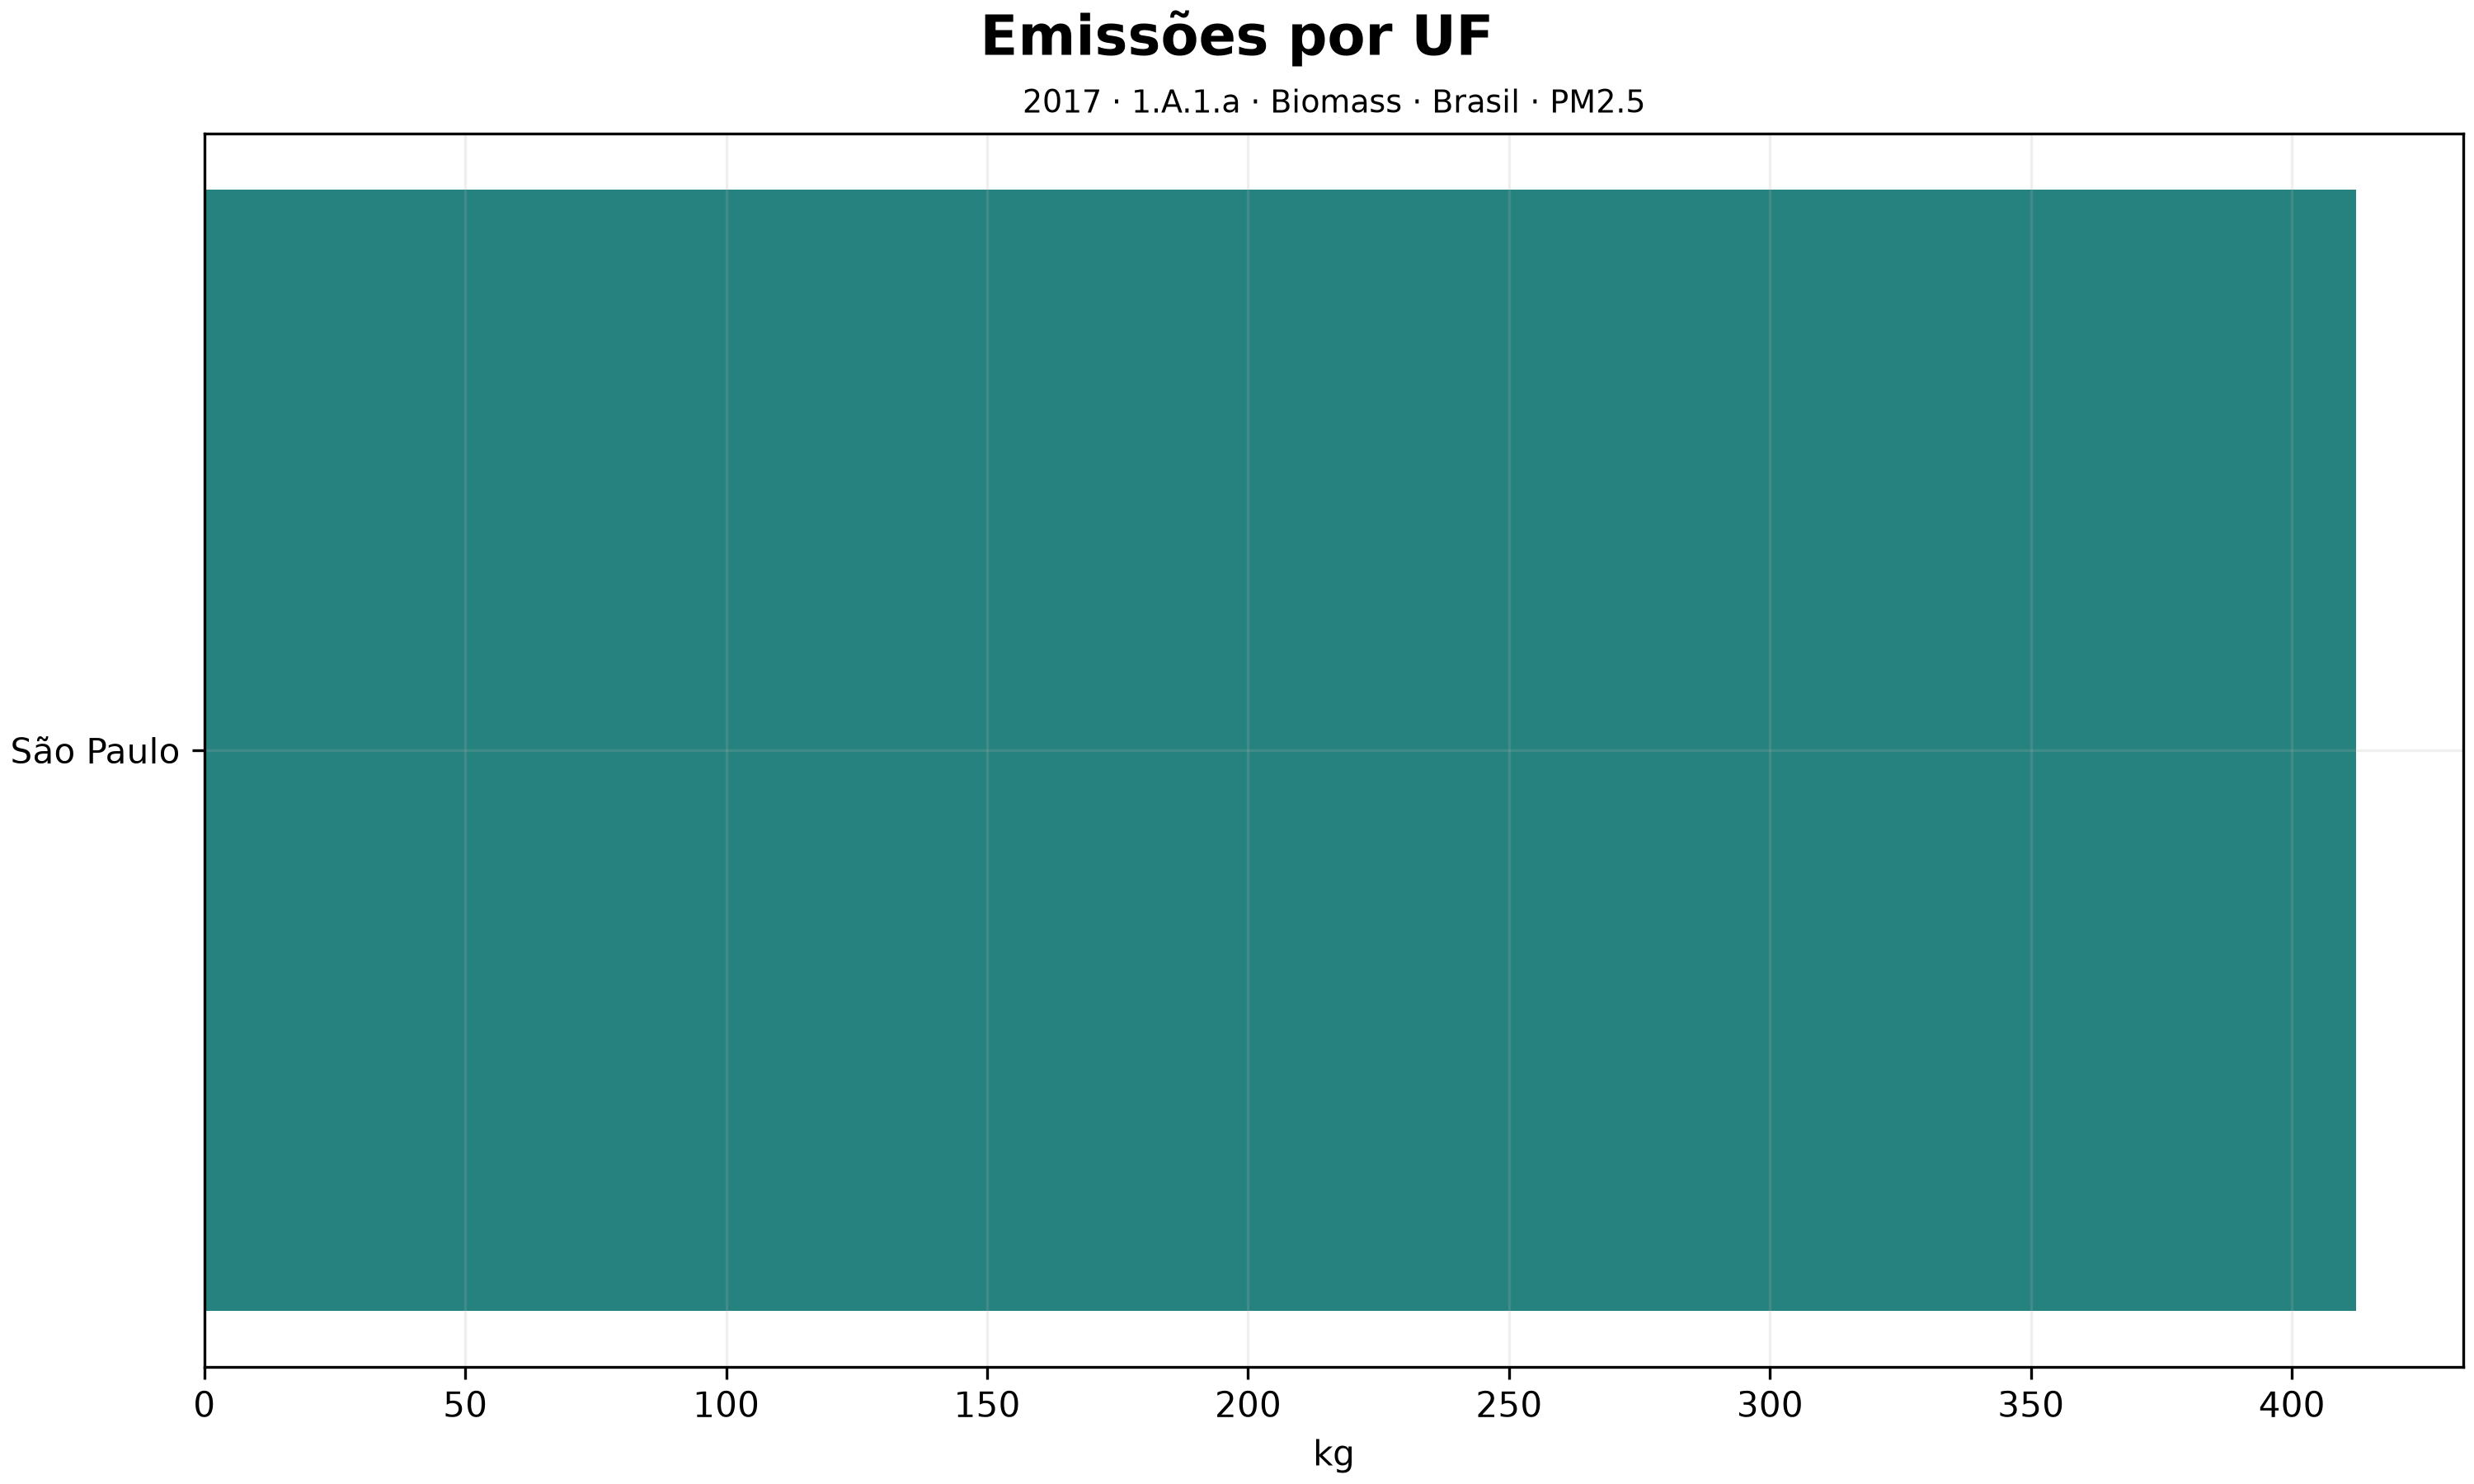 Emissões por UF
2017 · 1.A.1.a · Biomass · Brasil · PM2.5
São Paulo
0 50 100 150 200 250 300 350 400
kg